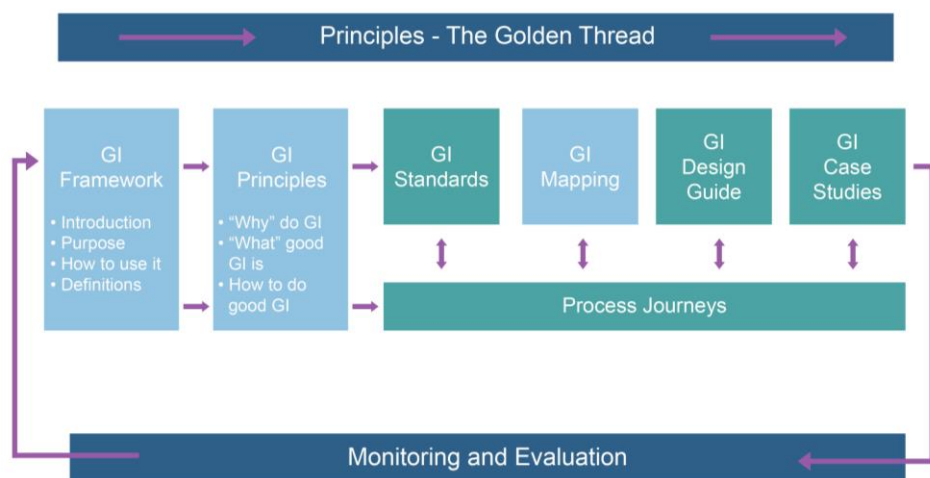 Principles - The Golden Thread
GI
Framework
• Introduction
• Purpose
• How to use it
• Definitions
GI
Principles
• “Why” do GI
• “What” good
GI is
• How to do
good GI
GI
Standards
GI
Mapping
GI
Design
Guide
GI
Case
Studies
Process Journeys
Monitoring and Evaluation